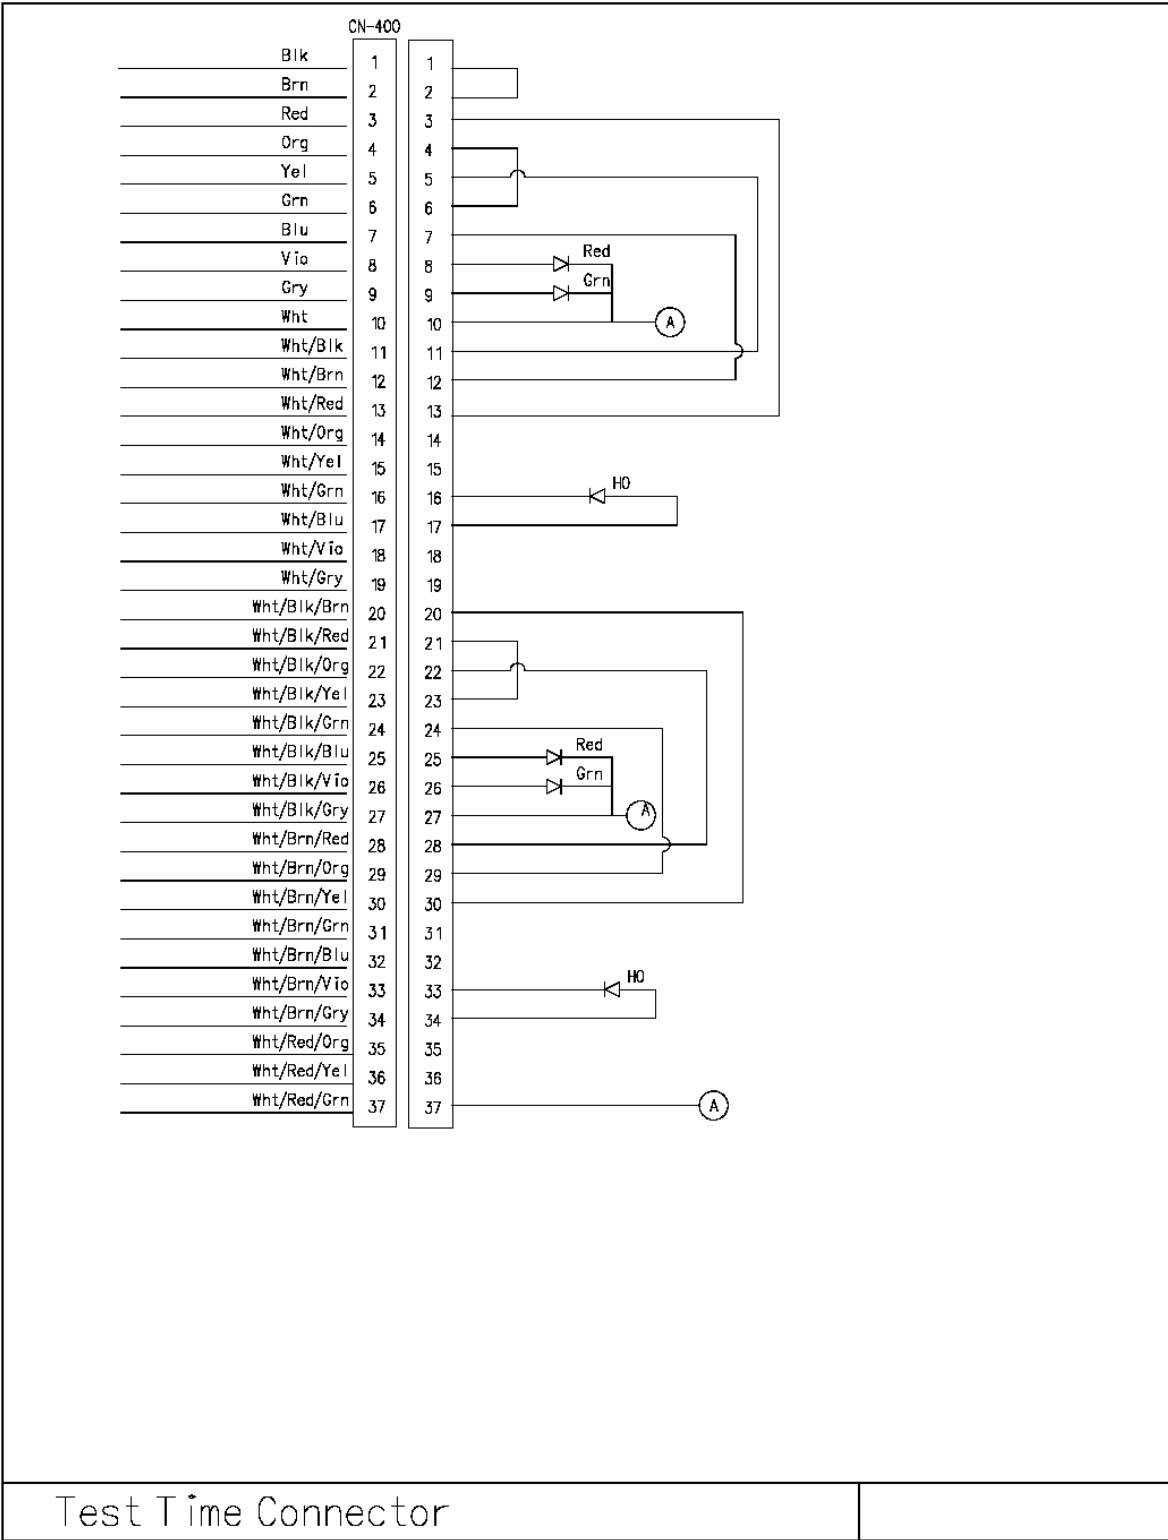 CN-400
Blk 1 1
Brn 2 2
Red 3 3
Org 4 4
Yel 5 5
Grn 6 6
Blu 7 7
Vio 8 8 Red
Gry 9 9 Grn
Wht 10 10 A
Wht/Blk 11 11
Wht/Brn 12 12
Wht/Red 13 13
Wht/Org 14 14
Wht/Yel 15 15
Wht/Grn 16 16 HO
Wht/Blu 17 17
Wht/Vio 18 18
Wht/Gry 19 19
Wht/Blk/Brn 20 20
Wht/Blk/Red 21 21
Wht/Blk/Org 22 22
Wht/Blk/Yel 23 23
Wht/Blk/Grn 24 24
Wht/Blk/Blu 25 25 Red
Wht/Blk/Vio 26 26 Grn
Wht/Blk/Gry 27 27 A
Wht/Brn/Red 28 28
Wht/Brn/Org 29 29
Wht/Brn/Yel 30 30
Wht/Brn/Grn 31 31
Wht/Brn/Blu 32 32
Wht/Brn/Vio 33 33 HO
Wht/Brn/Gry 34 34
Wht/Red/Org 35 35
Wht/Red/Yel 36 36
Wht/Red/Grn 37 37 A
Test Time Connector